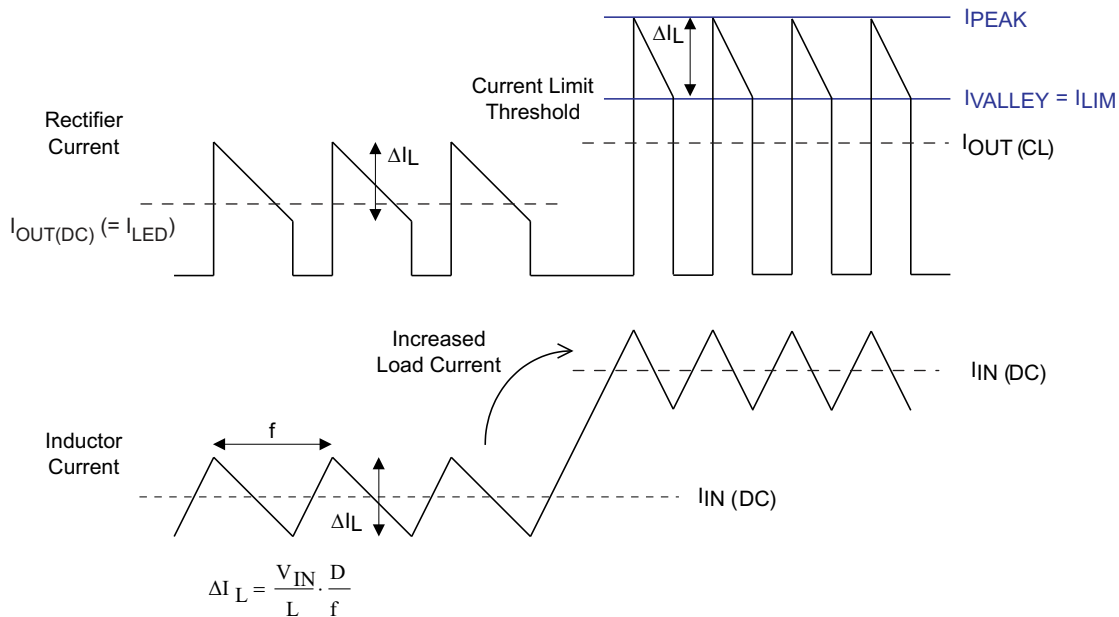 IPEAK
ΔIL
Current Limit
Threshold
IVALLEY = ILIM
Rectifier
Current
IOUT (CL)
ΔIL
IOUT(DC) (= ILED)
Increased
Load Current
IIN (DC)
f
Inductor
Current
IIN (DC)
ΔIL
ΔI L = VIN/L · D/f